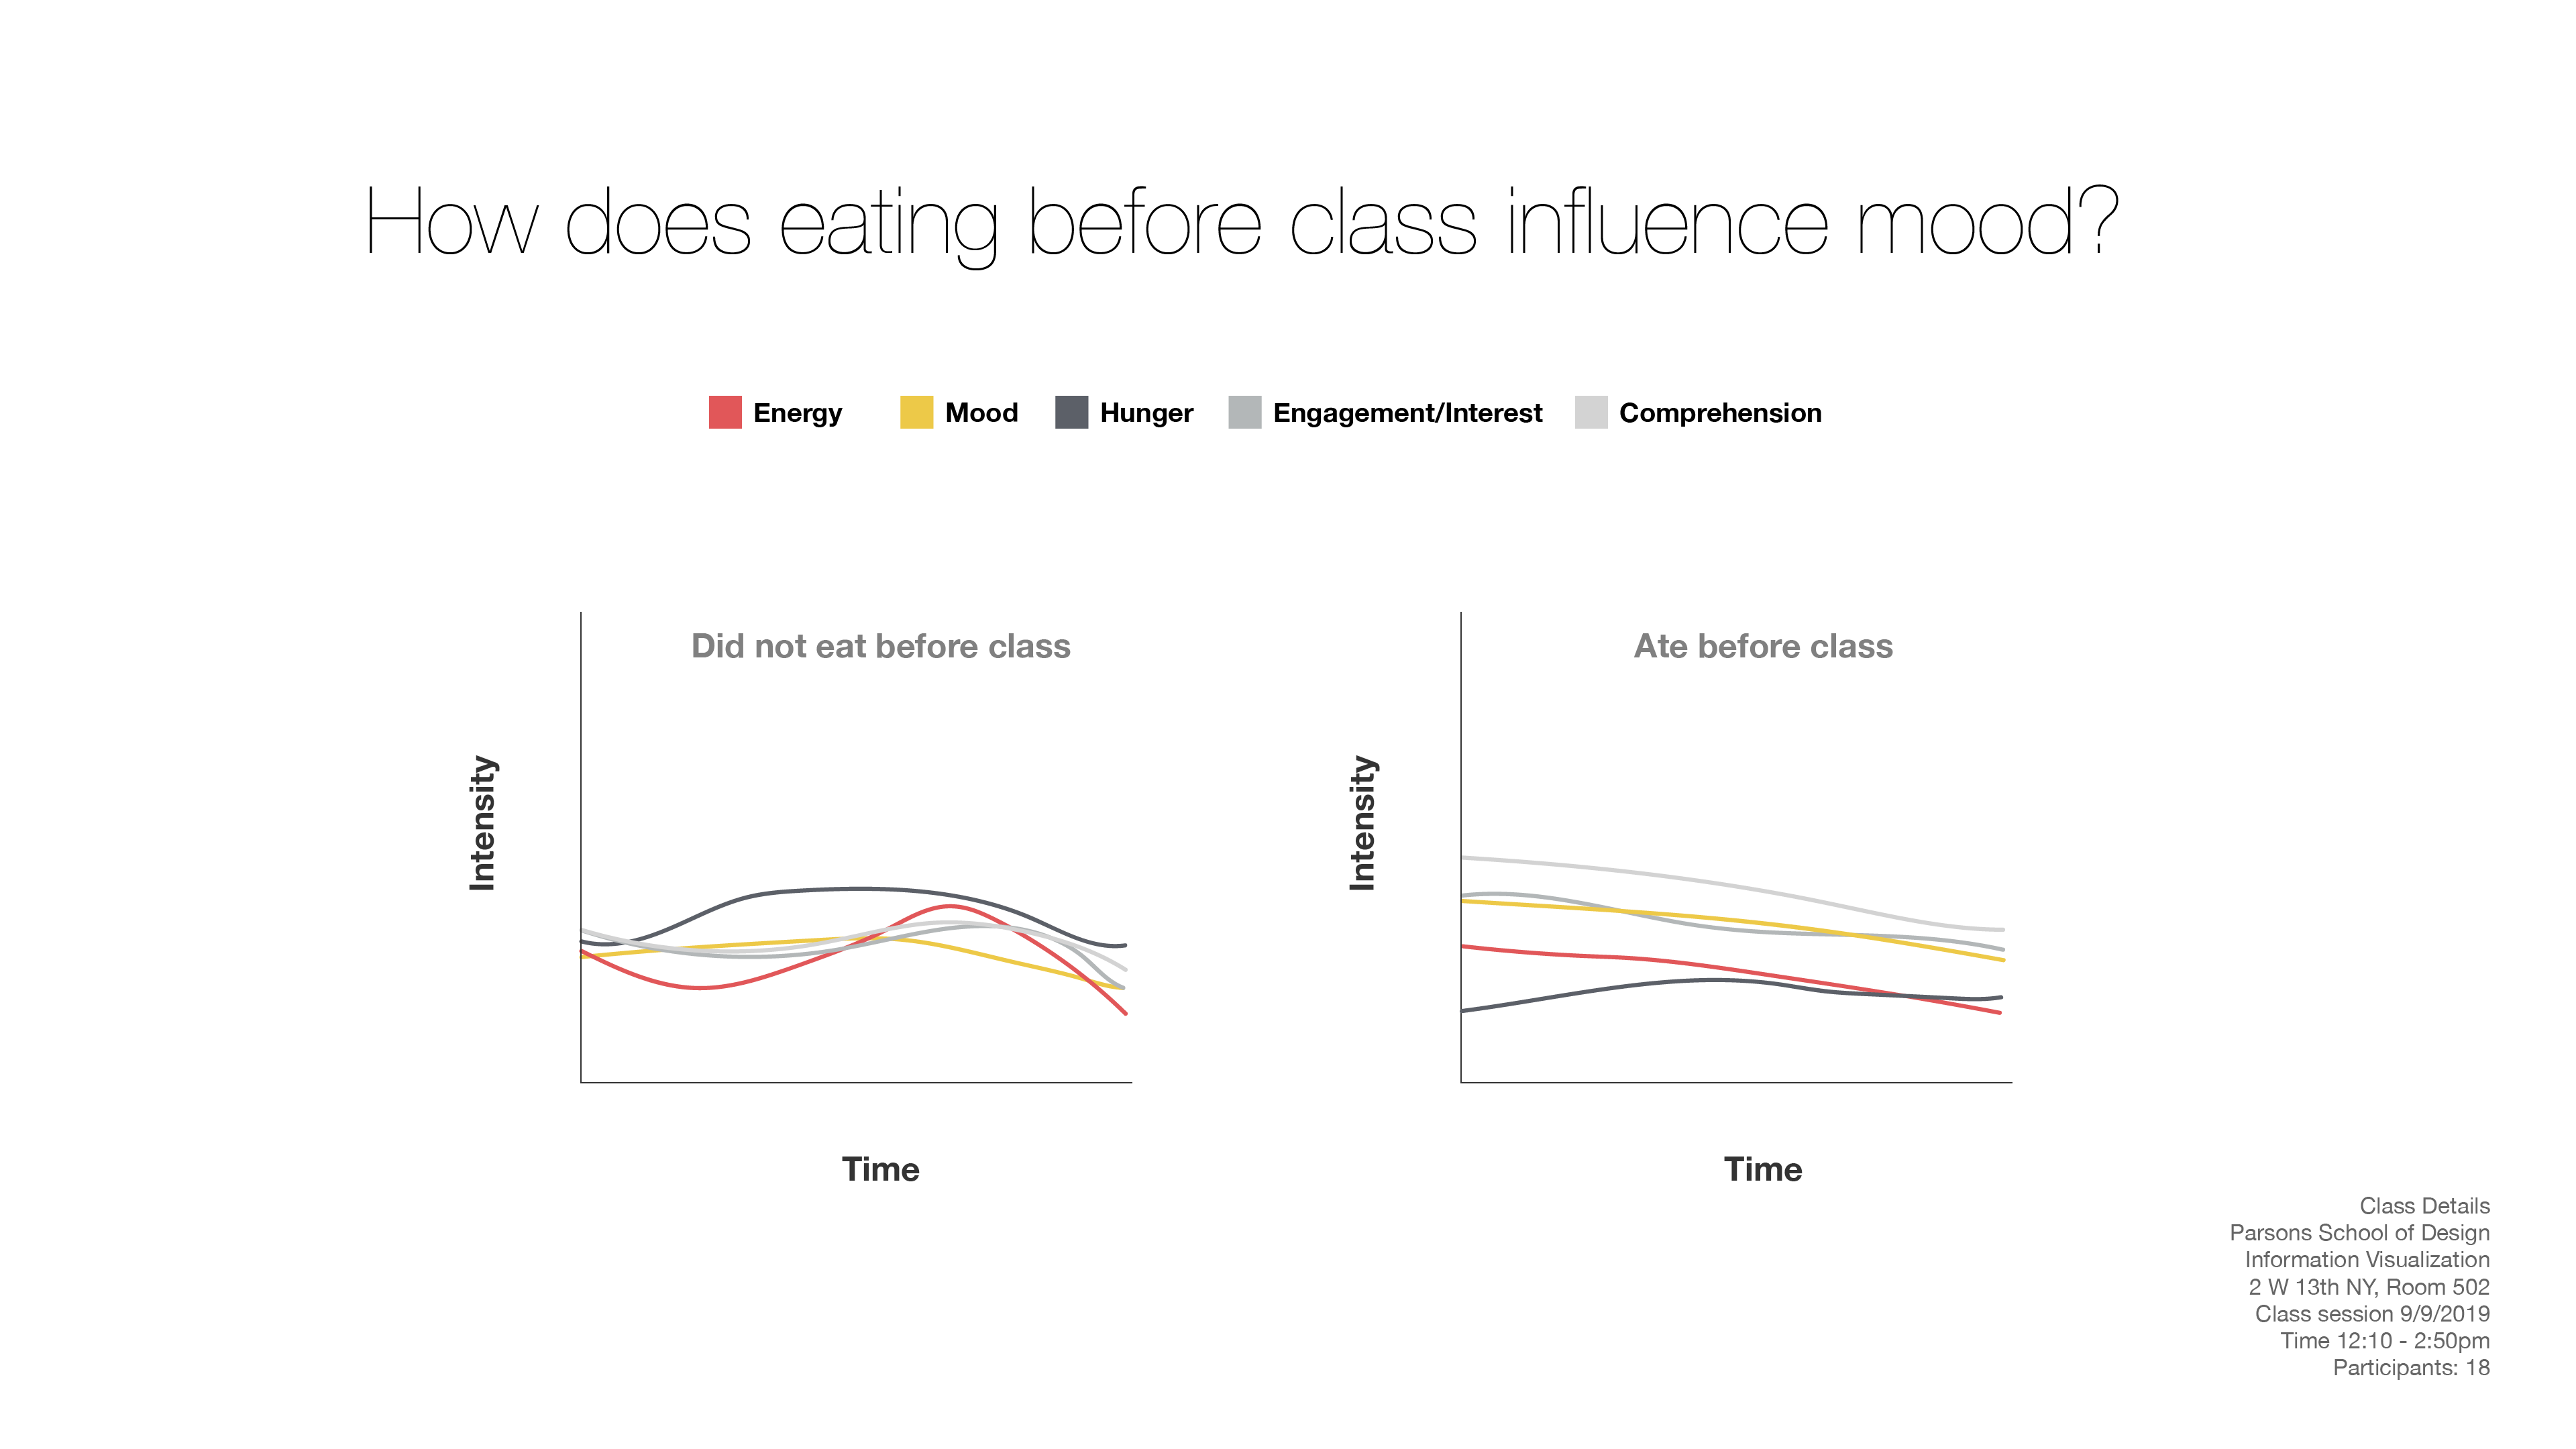 How does eating before class influence mood?
Energy Mood Hunger Engagement/Interest Comprehension
Did not eat before class
Intensity
Time
Ate before class
Intensity
Time
Class Details
Parsons School of Design
Information Visualization
2 W 13th NY, Room 502
Class session 9/9/2019
Time 12:10 - 2:50pm
Participants: 18